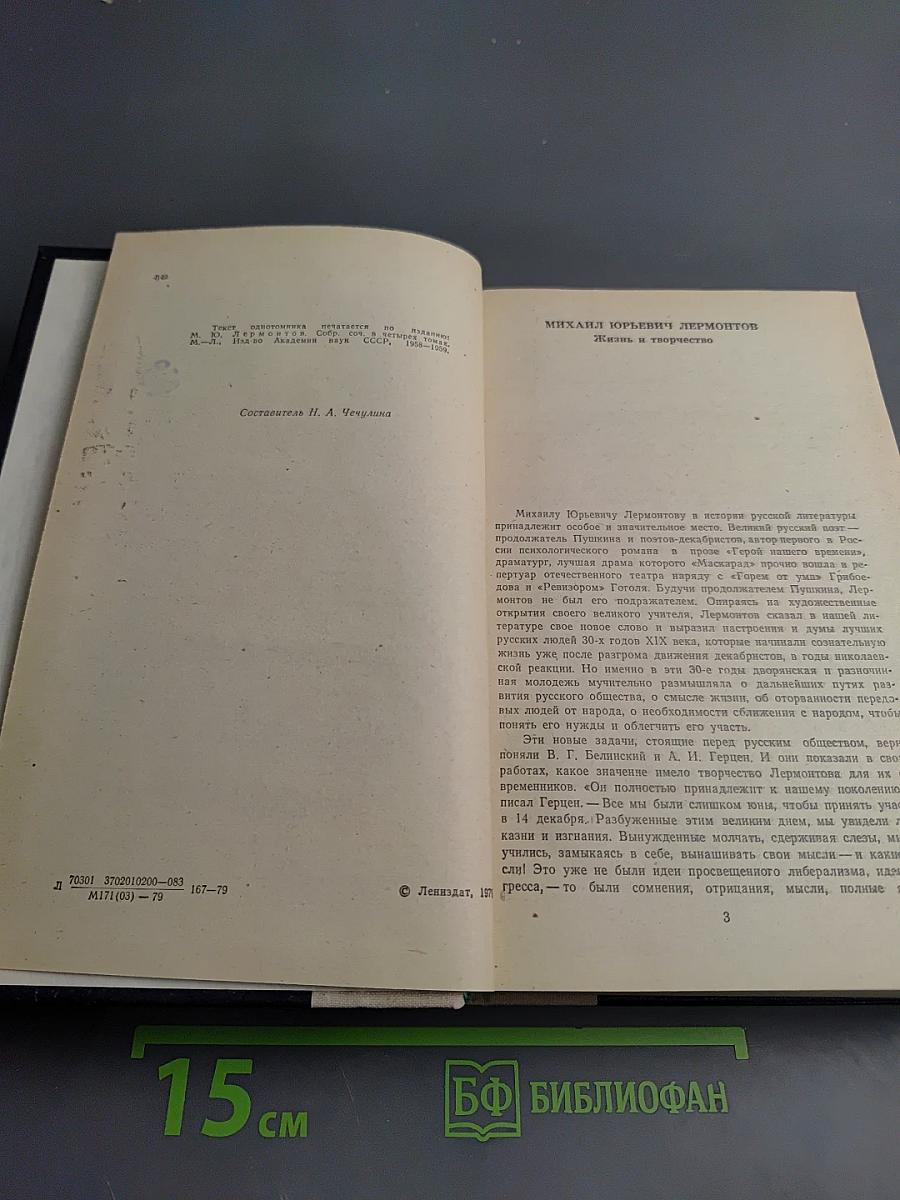 Текст однотомника печатается по изданию:
М. Ю. Лермонтов. Собр. соч. в четырех томах.
М.—Л., Изд-во Академии наук СССР, 1958—1959.
Составитель Н. А. Чечулина
Л 70301 3702010200—083 167—79
М171(03) — 79
© Лениздат, 197
МИХАИЛ ЮРЬЕВИЧ ЛЕРМОНТОВ
Жизнь и творчество
Михаилу Юрьевичу Лермонтову в истории русской литературы
принадлежит особое и значительное место. Великий русский поэт —
продолжатель Пушкина и поэтов-декабристов, автор первого в Рос-
сии психологического романа в прозе «Герой нашего времени»,
драматург, лучшая драма которого «Маскарад» прочно вошла в ре-
пертуар отечественного театра наряду с «Горем от ума» Грибое-
дова и «Ревизором» Гоголя. Будучи продолжателем Пушкина, Лер-
монтов не был его подражателем. Опираясь на художественные
открытия своего великого учителя, Лермонтов сказал в нашей ли-
тературе свое новое слово и выразил настроения и думы лучших
русских людей 30-х годов XIX века, которые начинали сознательную
жизнь уже после разгрома движения декабристов, в годы николаев-
ской реакции. Но именно в эти 30-е годы дворянская и разночин-
ная молодежь мучительно размышляла о дальнейших путях раз-
вития русского общества, о смысле жизни, об оторванности передо-
вых людей от народа, о необходимости сближения с народом, чтобы
понять его нужды и облегчить его участь.
Эти новые задачи, стоящие перед русским обществом, верн
поняли В. Г. Белинский и А. И. Герцен. И они показали в свои
работах, какое значение имело творчество Лермонтова для их с
временников. «Он полностью принадлежит к нашему поколению
писал Герцен. — Все мы были слишком юны, чтобы принять учас
в 14 декабря. Разбуженные этим великим днем, мы увидели л
казни и изгнания. Вынужденные молчать, сдерживая слезы, мы
учились, замыкаясь в себе, вынашивать свои мысли — и какие
сли! Это уже не были идеи просвещенного либерализма, идеи
гресса, — то были сомнения, отрицания, мысли, полные я
3
15 см
БФ БИБЛИОФАН